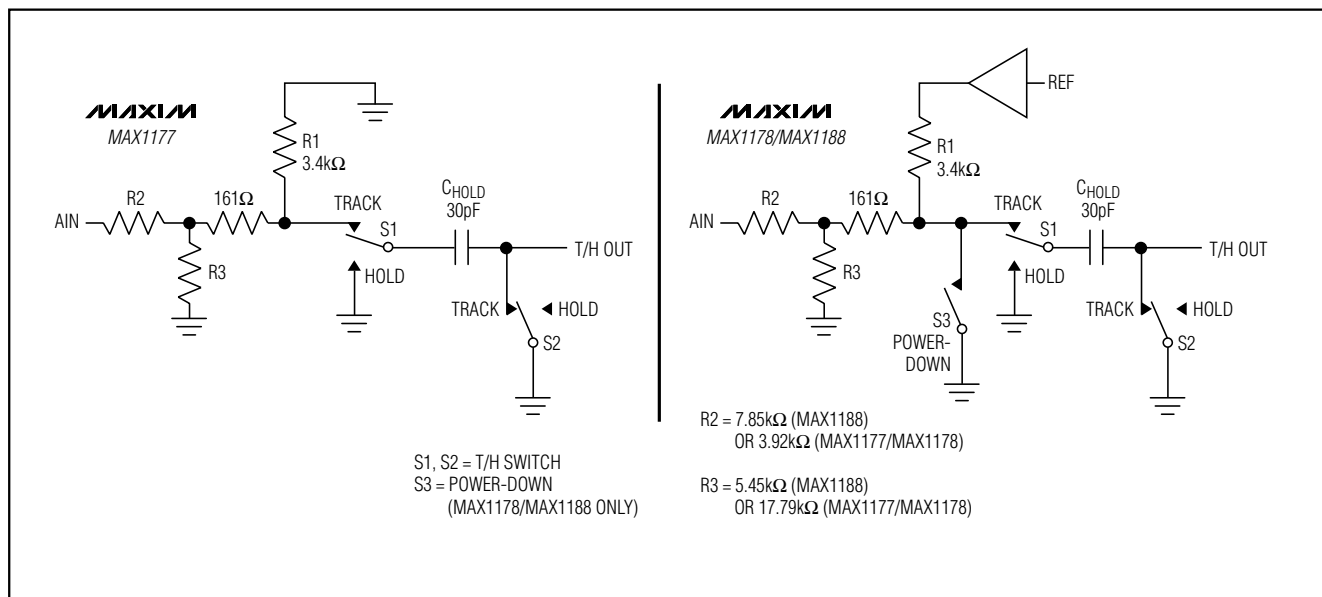 MAXIM
MAX1177
R1
3.4kΩ
R2
161Ω
AIN
R3
TRACK
S1
HOLD
CHOLD
30pF
T/H OUT
TRACK
HOLD
S2
S1, S2 = T/H SWITCH
S3 = POWER-DOWN
(MAX1178/MAX1188 ONLY)
MAXIM
MAX1178/MAX1188
REF
R1
3.4kΩ
R2
161Ω
AIN
R3
S3
POWER-
DOWN
TRACK
S1
HOLD
CHOLD
30pF
T/H OUT
TRACK
HOLD
S2
R2 = 7.85kΩ (MAX1188)
OR 3.92kΩ (MAX1177/MAX1178)
R3 = 5.45kΩ (MAX1188)
OR 17.79kΩ (MAX1177/MAX1178)